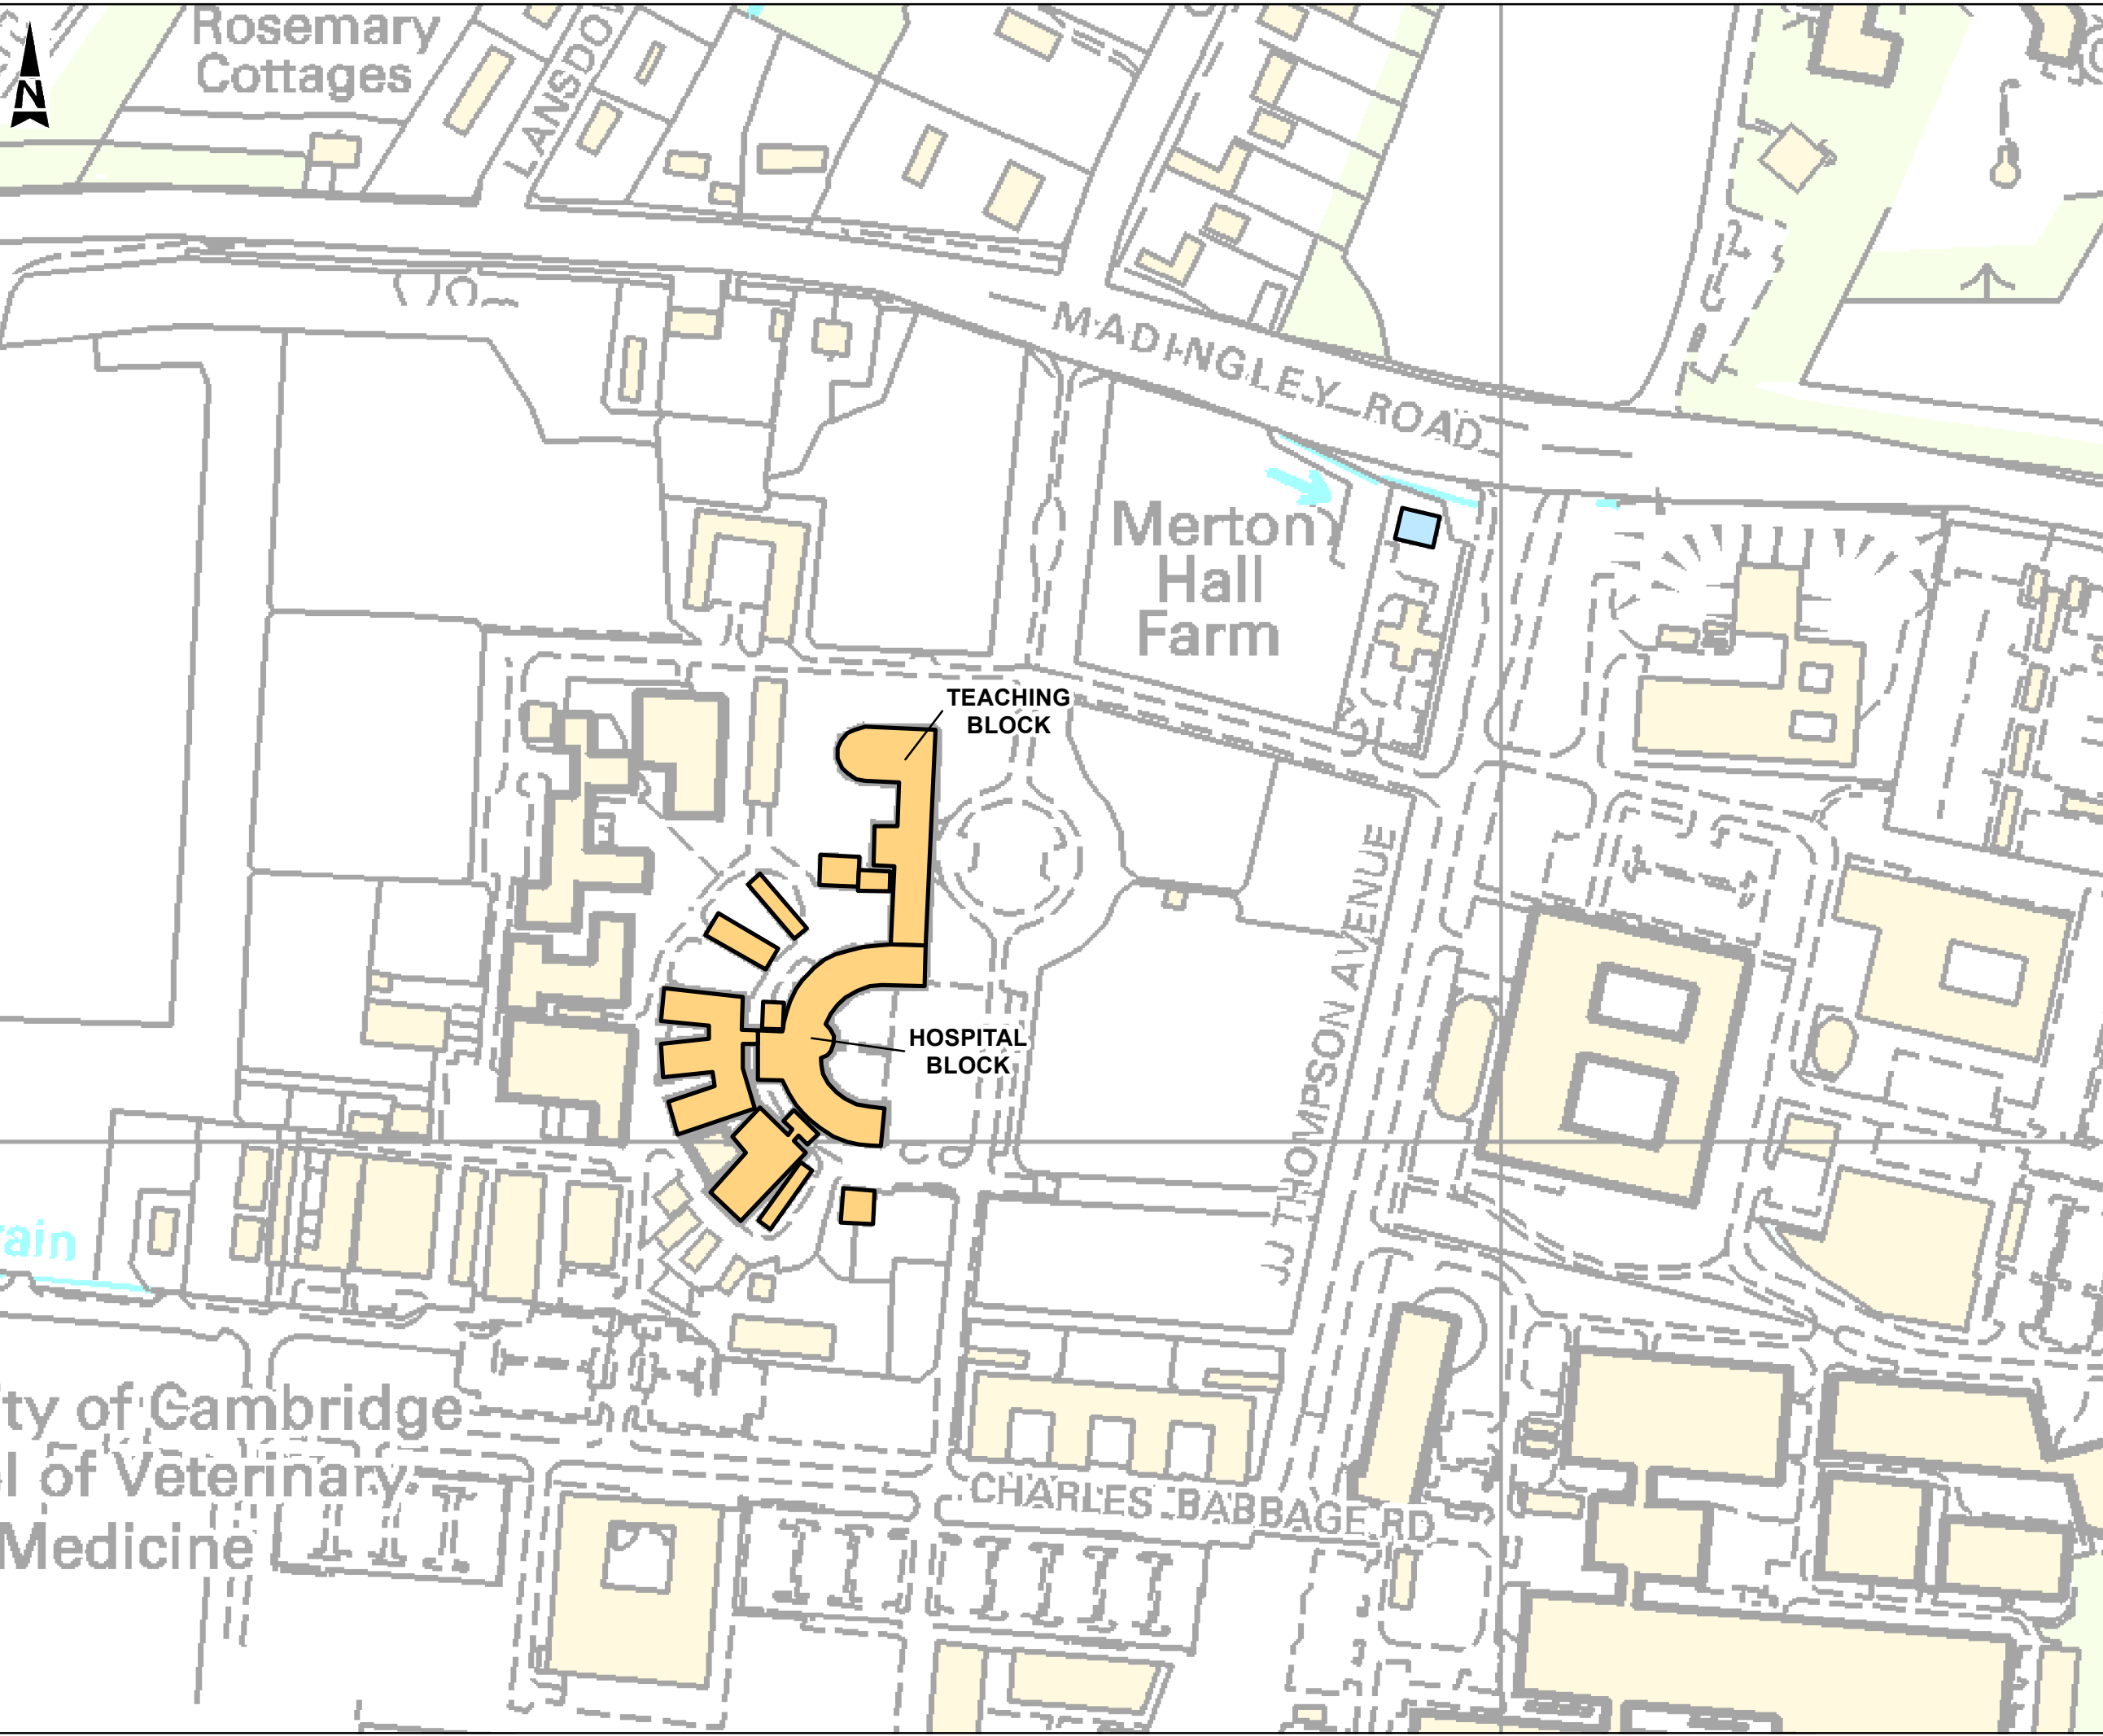 Rosemary
Cottages
LANSDOW
N
MADINGLEY ROAD
Merton
Hall
Farm
TEACHING
BLOCK
HOSPITAL
BLOCK
JJ THOMPSON AVENUE
rain
ty of Cambridge
l of Veterinary
Medicine
CHARLES BABBAGE RD